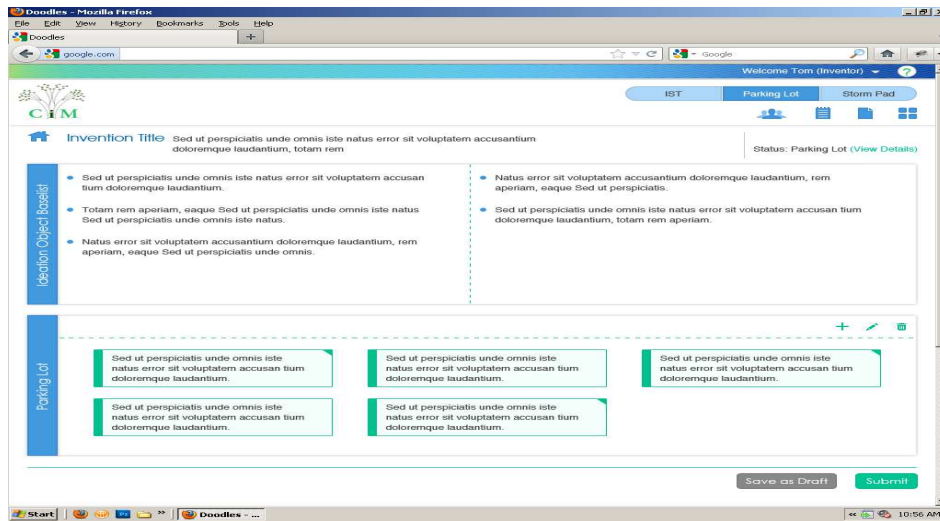 Doodles - Mozilla Firefox
File Edit View History Bookmarks Tools Help
Doodles
google.com
Google
Welcome Tom (Inventor)
?
CiM
IST Parking Lot Storm Pad
Invention Title Sed ut perspiciatis unde omnis iste natus error sit voluptatem accusantium
doloremque laudantium, totam rem
Status: Parking Lot (View Details)
Ideation Object Baselist
Sed ut perspiciatis unde omnis iste natus error sit voluptatem accusan
tium doloremque laudantium.
Totam rem aperiam, eaque Sed ut perspiciatis unde omnis iste natus
Sed ut perspiciatis unde omnis iste natus.
Natus error sit voluptatem accusantium doloremque laudantium, rem
aperiam, eaque Sed ut perspiciatis unde omnis.
Natus error sit voluptatem accusantium doloremque laudantium, rem
aperiam, eaque Sed ut perspiciatis.
Sed ut perspiciatis unde omnis iste natus error sit voluptatem accusan tium
doloremque laudantium, totam rem aperiam.
Parking Lot
Sed ut perspiciatis unde omnis iste
natus error sit voluptatem accusan tium
doloremque laudantium.
Sed ut perspiciatis unde omnis iste
natus error sit voluptatem accusan tium
doloremque laudantium.
Sed ut perspiciatis unde omnis iste
natus error sit voluptatem accusan tium
doloremque laudantium.
Sed ut perspiciatis unde omnis iste
natus error sit voluptatem accusan tium
doloremque laudantium.
Sed ut perspiciatis unde omnis iste
natus error sit voluptatem accusan tium
doloremque laudantium.
Save as Draft Submit
Start Ps Doodles - ... 10:56 AM